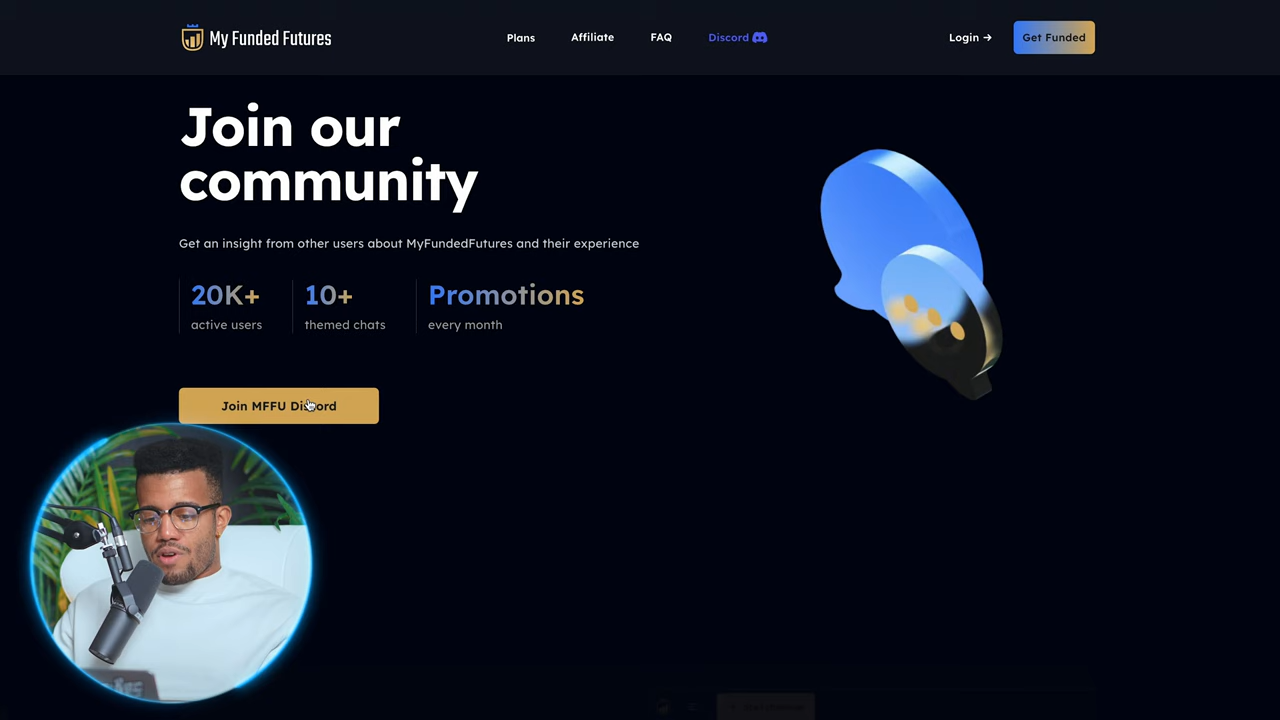 My Funded Futures
Plans
Affiliate
FAQ
Discord
Login →
Get Funded
Join our
community
Get an insight from other users about MyFundedFutures and their experience
20K+
10+
Promotions
active users
themed chats
every month
Join MFFU Discord